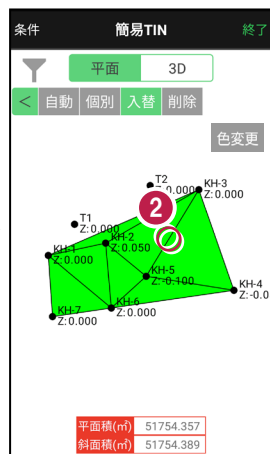 条件 簡易TIN 終了
平面 3D
< 自動 個別 入替 削除
色変更
T2
Z:0.000
KH-3
Z:0.000
2
T1
Z:0.000
KH-2
Z:0.050
KH-1
Z:0.000
KH-5
Z:-0.100
KH-4
Z:-0.0
KH-6
Z:0.000
KH-7
Z:0.000
平面積(㎡) 51754.357
斜面積(㎡) 51754.389